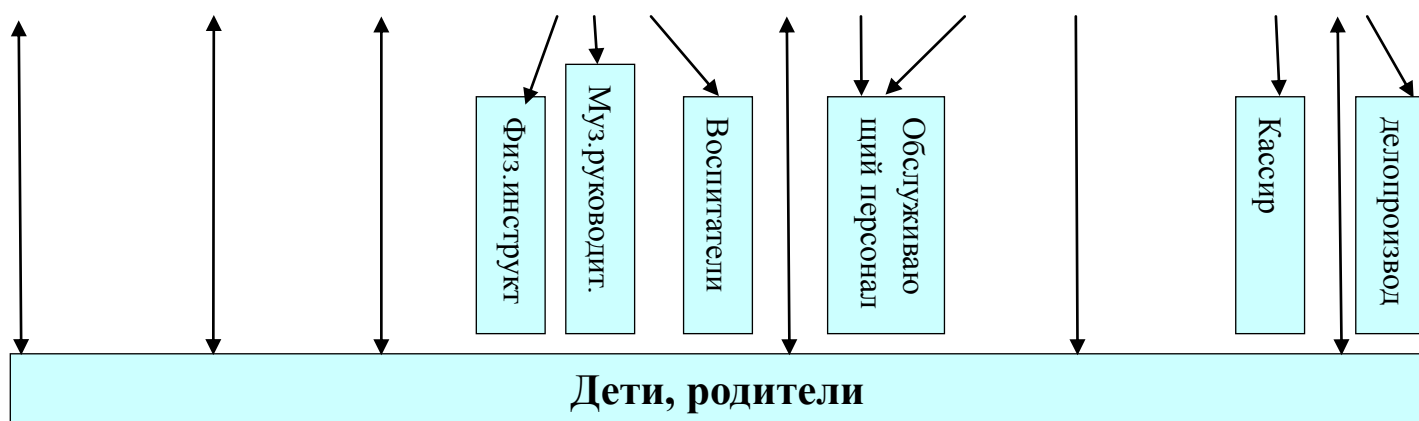 Физ.инструкт
Муз.руководит.
Воспитатели
Обслуживаю
щий персонал
Кассир
делопроизвод
Дети, родители